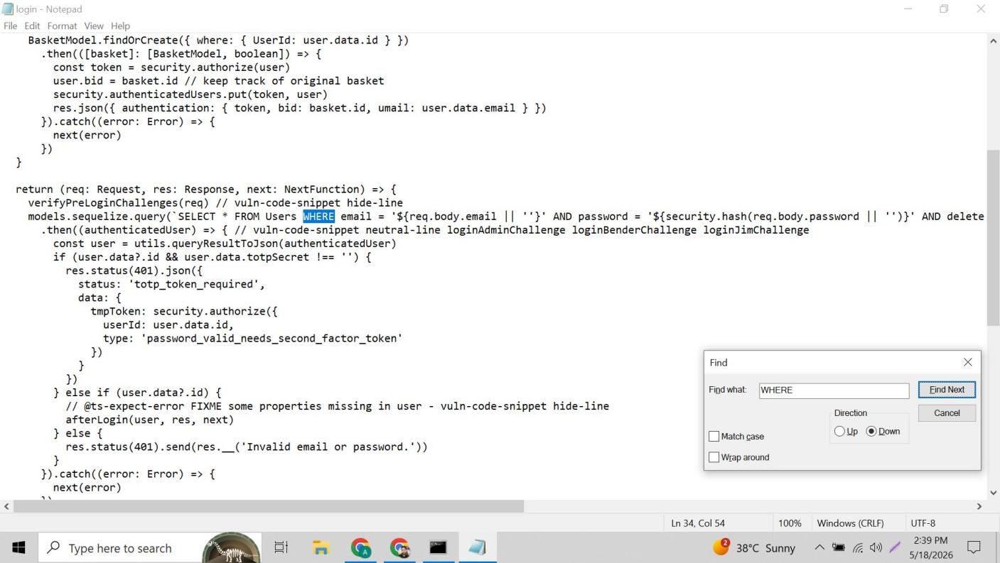 login - Notepad
File Edit Format View Help
BasketModel.findOrCreate({ where: { UserId: user.data.id } })
.then(([basket]: [BasketModel, boolean]) => {
const token = security.authorize(user)
user.bid = basket.id // keep track of original basket
security.authenticatedUsers.put(token, user)
res.json({ authentication: { token, bid: basket.id, umail: user.data.email } })
}).catch((error: Error) => {
next(error)
})
}
return (req: Request, res: Response, next: NextFunction) => {
verifyPreLoginChallenges(req) // vuln-code-snippet hide-line
models.sequelize.query(`SELECT * FROM Users WHERE email = '${req.body.email || ''}' AND password = '${security.hash(req.body.password || '')}' AND delete
.then((authenticatedUser) => { // vuln-code-snippet neutral-line loginAdminChallenge loginBenderChallenge loginJimChallenge
const user = utils.queryResultToJson(authenticatedUser)
if (user.data?.id && user.data.totpSecret !== '') {
res.status(401).json({
status: 'totp_token_required',
data: {
tmpToken: security.authorize({
userId: user.data.id,
type: 'password_valid_needs_second_factor_token'
})
}
})
} else if (user.data?.id) {
// @ts-expect-error FIXME some properties missing in user - vuln-code-snippet hide-line
afterLogin(user, res, next)
} else {
res.status(401).send(res.__('Invalid email or password.'))
}
}).catch((error: Error) => {
next(error)
Find
Find what: WHERE Find Next
Direction Cancel
Up Down
Match case
Wrap around
Ln 34, Col 54 100% Windows (CRLF) UTF-8
Type here to search
2 38°C Sunny
2:39 PM
5/18/2026